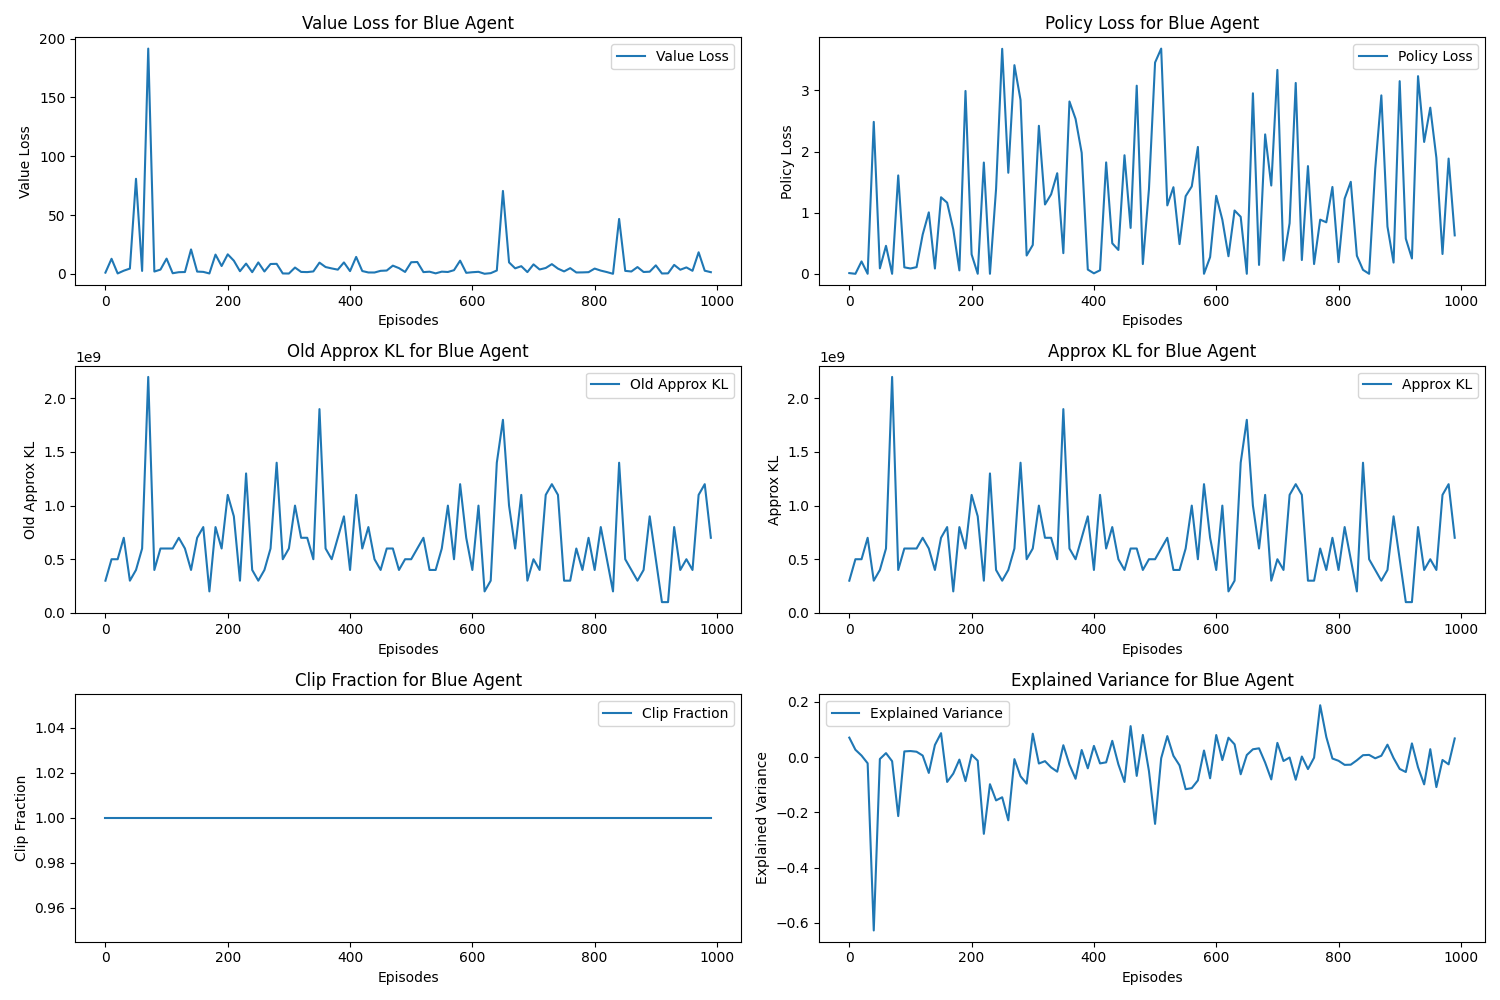 Value Loss for Blue Agent
Value Loss
200
150
100
50
0
Value Loss
0 200 400 600 800 1000
Episodes
Policy Loss for Blue Agent
Policy Loss
3
2
1
0
Policy Loss
0 200 400 600 800 1000
Episodes
Old Approx KL for Blue Agent
1e9
Old Approx KL
2.0
1.5
1.0
0.5
0.0
Old Approx KL
0 200 400 600 800 1000
Episodes
Approx KL for Blue Agent
1e9
Approx KL
2.0
1.5
1.0
0.5
0.0
Approx KL
0 200 400 600 800 1000
Episodes
Clip Fraction for Blue Agent
Clip Fraction
1.04
1.02
1.00
0.98
0.96
Clip Fraction
0 200 400 600 800 1000
Episodes
Explained Variance for Blue Agent
Explained Variance
0.2
0.0
−0.2
−0.4
−0.6
Explained Variance
0 200 400 600 800 1000
Episodes